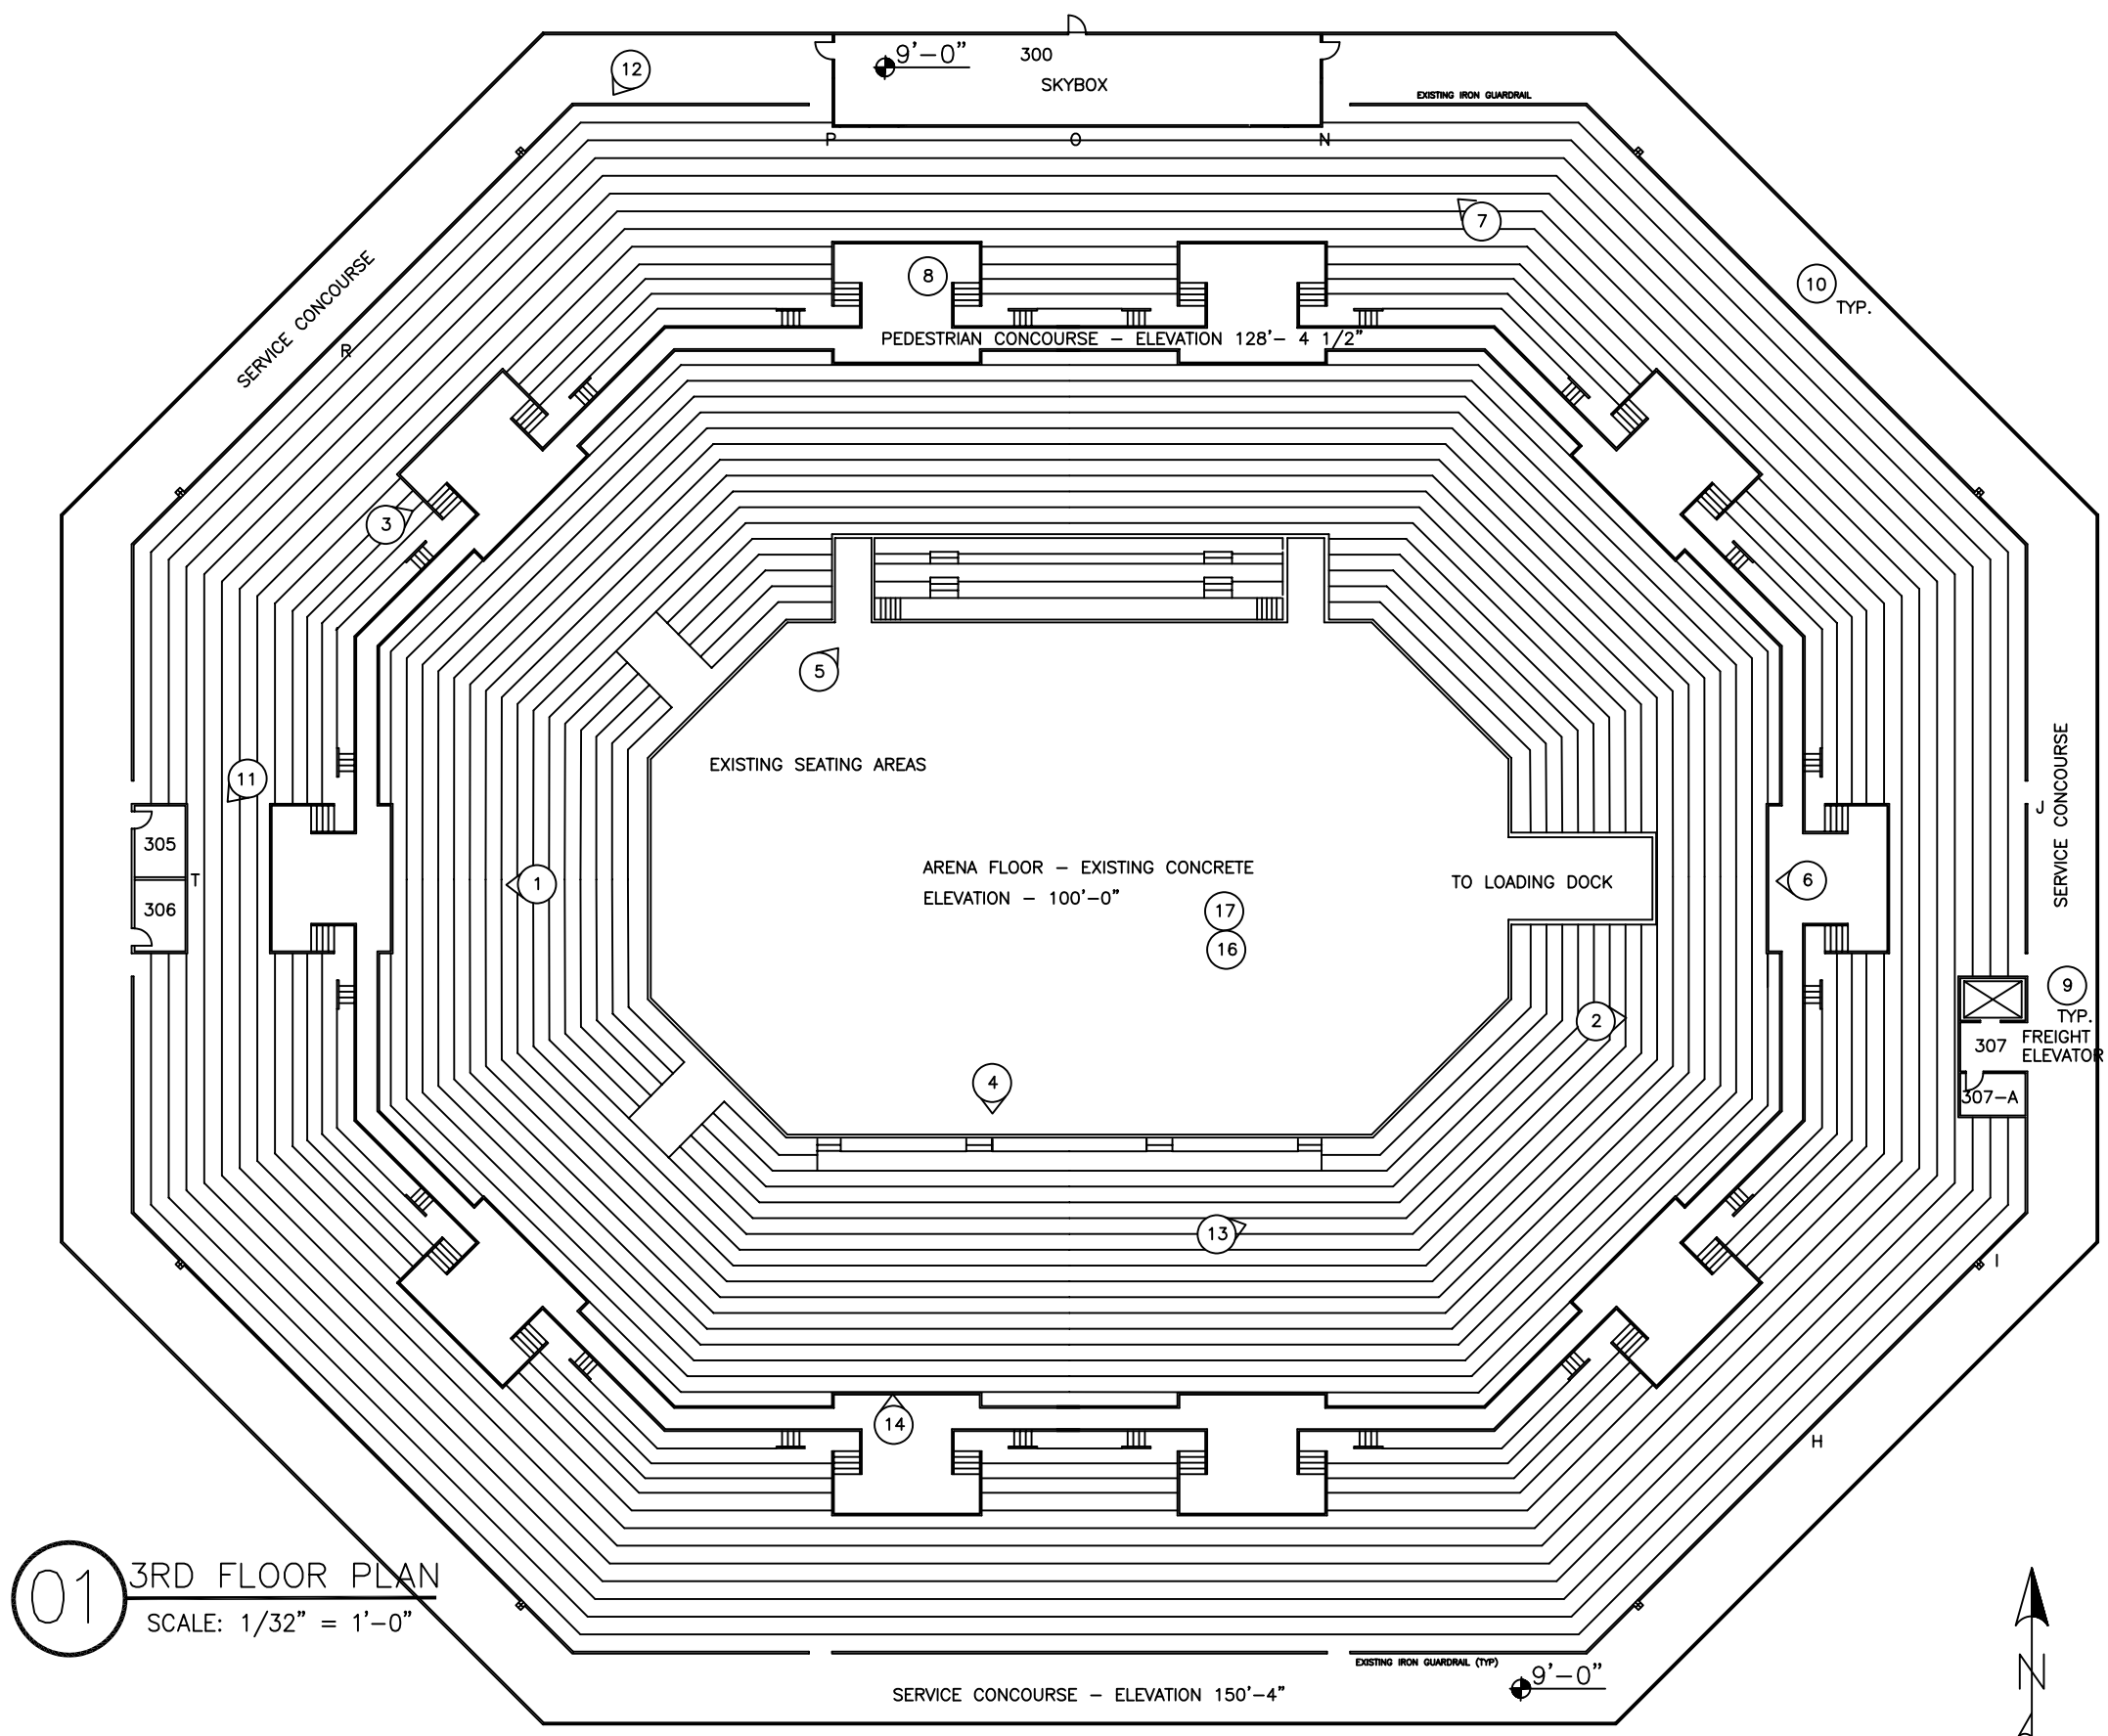 12
9'-0"
300
SKYBOX
EXISTING IRON GUARDRAIL
P
O
N
7
SERVICE CONCOURSE
8
10
TYP.
PEDESTRIAN CONCOURSE - ELEVATION 128'- 4 1/2"
R
3
5
EXISTING SEATING AREAS
11
SERVICE CONCOURSE
J
305
T
306
1
ARENA FLOOR - EXISTING CONCRETE
ELEVATION - 100'-0"
17
16
TO LOADING DOCK
6
9
TYP.
FREIGHT
ELEVATOR
307
307-A
2
4
13
I
14
H
01
3RD FLOOR PLAN
SCALE: 1/32" = 1'-0"
EXISTING IRON GUARDRAIL (TYP)
9'-0"
SERVICE CONCOURSE - ELEVATION 150'-4"
N